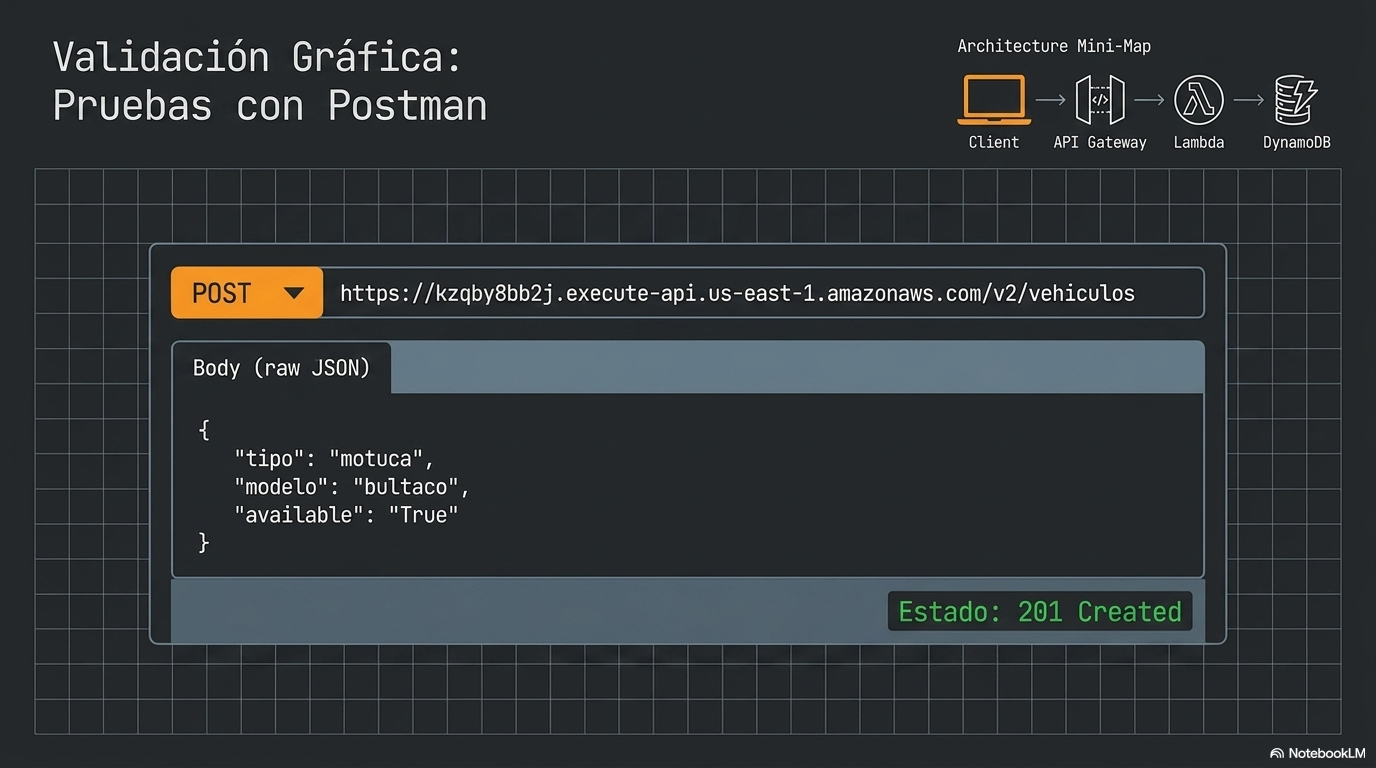 Validación Gráfica:
Pruebas con Postman
Architecture Mini-Map
</>
Client
API Gateway
Lambda
DynamoDB
POST
https://kzqby8bb2j.execute-api.us-east-1.amazonaws.com/v2/vehiculos
Body (raw JSON)
{
"tipo": "motuca",
"modelo": "bultaco",
"available": "True"
}
Estado: 201 Created
NotebookLM